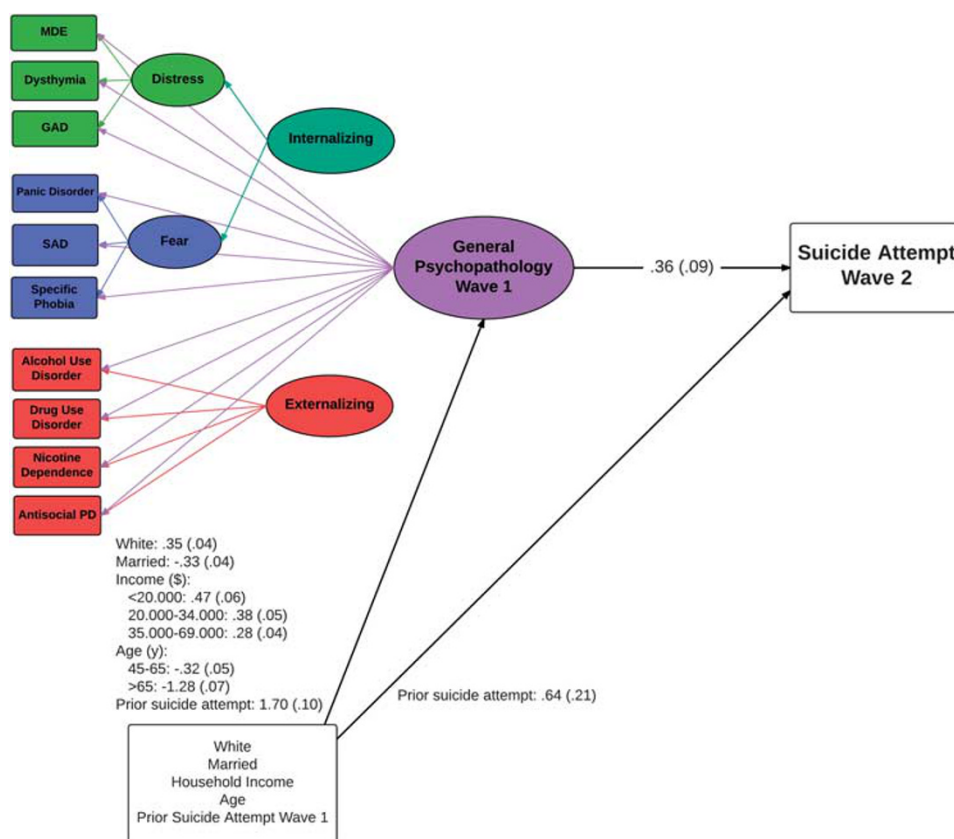 MDE
Dysthymia
GAD
Distress
Internalizing
Panic Disorder
SAD
Specific
Phobia
Fear
General
Psychopathology
Wave 1
.36 (.09)
Suicide Attempt
Wave 2
Alcohol Use
Disorder
Drug Use
Disorder
Nicotine
Dependence
Antisocial PD
Externalizing
White: .35 (.04)
Married: -.33 (.04)
Income ($):
<20.000: .47 (.06)
20.000-34.000: .38 (.05)
35.000-69.000: .28 (.04)
Age (y):
45-65: -.32 (.05)
>65: -1.28 (.07)
Prior suicide attempt: 1.70 (.10)
Prior suicide attempt: .64 (.21)
White
Married
Household Income
Age
Prior Suicide Attempt Wave 1